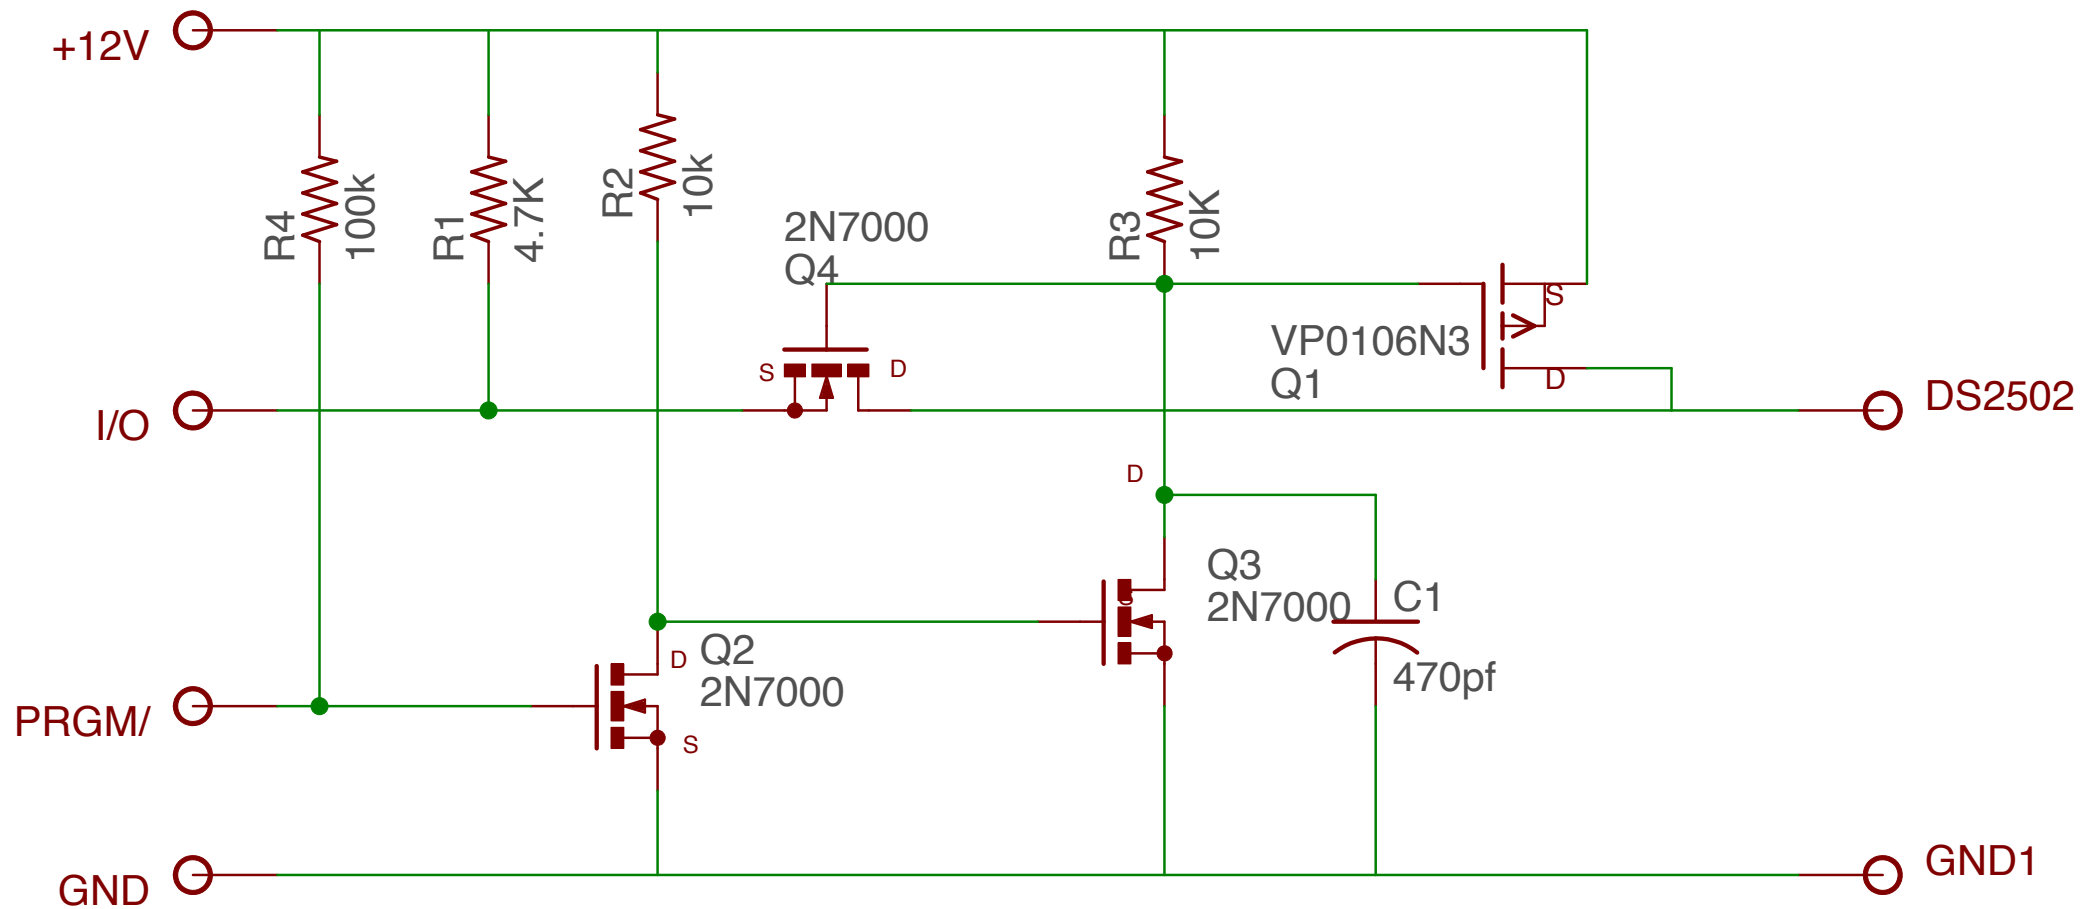 +12V
R4
100k
R1
4.7K
R2
10k
2N7000
Q4
R3
10K
S
D
VP0106N3
Q1
S
D
I/O
DS2502
D
Q3
2N7000
S
C1
470pf
D
Q2
2N7000
S
PRGM/
GND
GND1